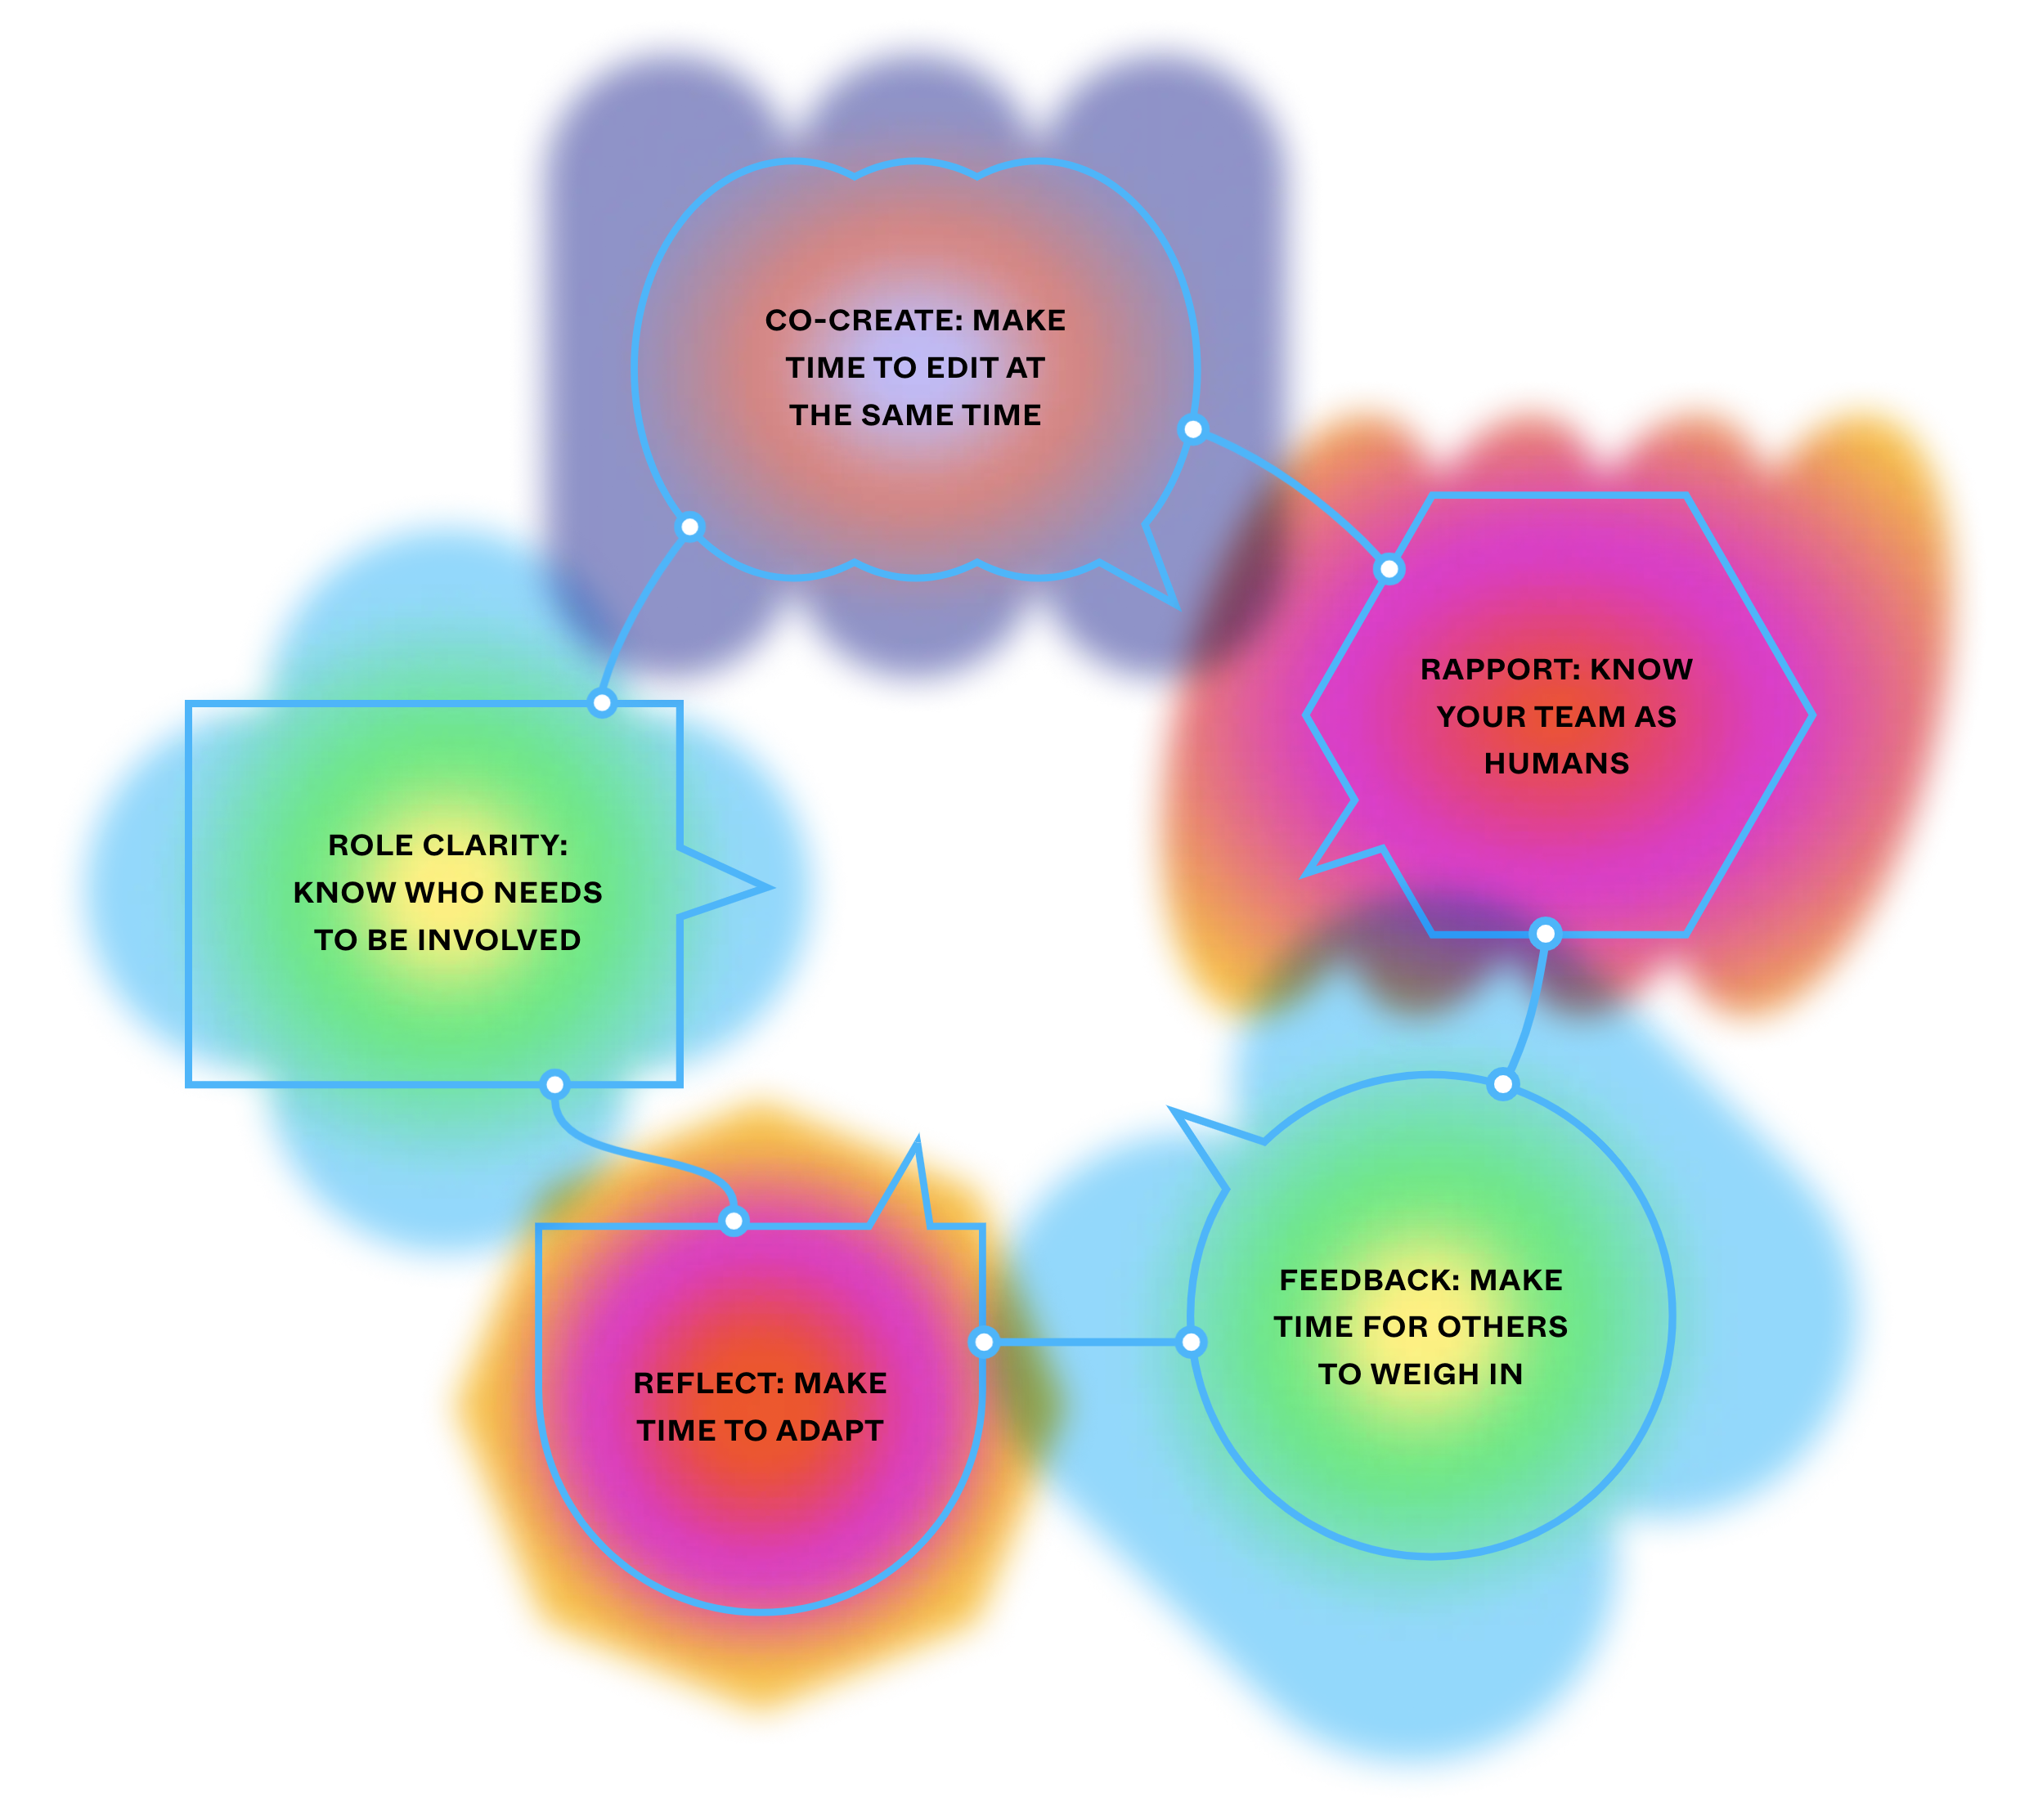 CO-CREATE: MAKE
TIME TO EDIT AT
THE SAME TIME
RAPPORT: KNOW
YOUR TEAM AS
HUMANS
ROLE CLARITY:
KNOW WHO NEEDS
TO BE INVOLVED
FEEDBACK: MAKE
TIME FOR OTHERS
TO WEIGH IN
REFLECT: MAKE
TIME TO ADAPT